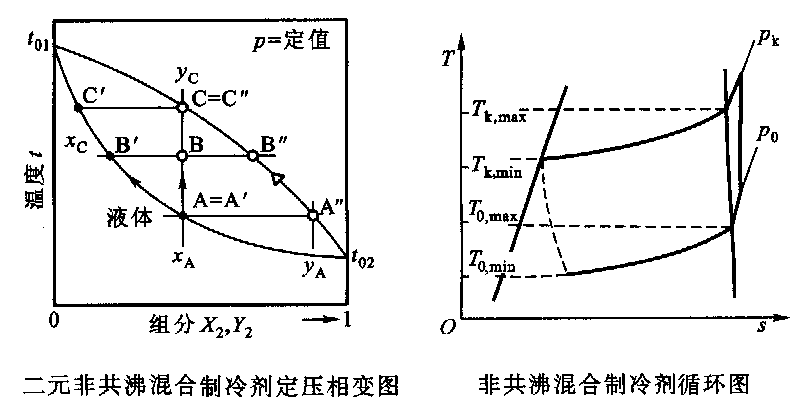 t01
p=定值
yC
C′
C=C″
xC
B′
B
B″
A=A′
A″
液体
xA
yA
t02
温度 t
0
组分 X2,Y2
1
二元非共沸混合制冷剂定压相变图
T
pk
Tk,max
p0
Tk,min
T0,max
T0,min
O
s
非共沸混合制冷剂循环图